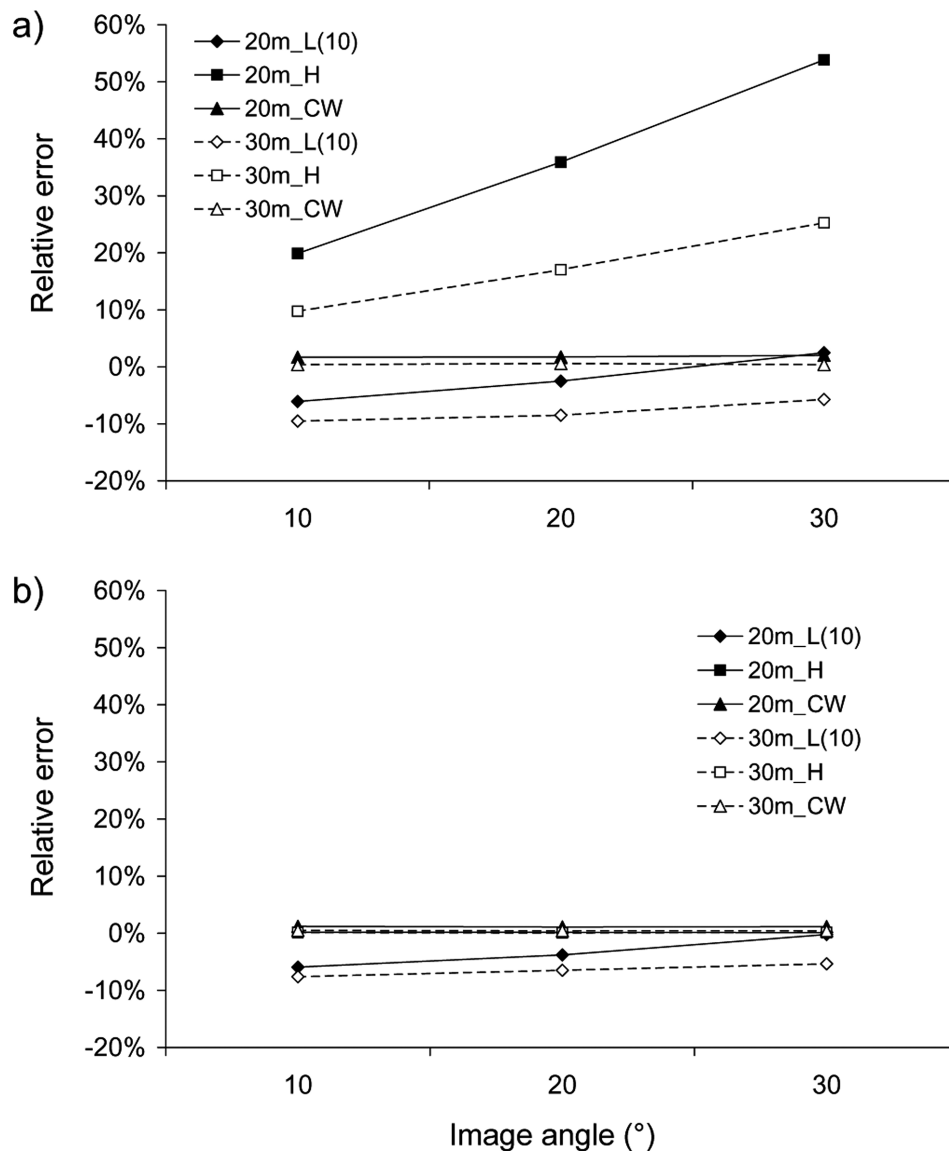 a)
60%
50%
40%
30%
20%
10%
0%
-10%
-20%
Relative error
20m_L(10)
20m_H
20m_CW
30m_L(10)
30m_H
30m_CW
10 20 30
b)
60%
50%
40%
30%
20%
10%
0%
-10%
-20%
Relative error
20m_L(10)
20m_H
20m_CW
30m_L(10)
30m_H
30m_CW
10 20 30
Image angle (°)